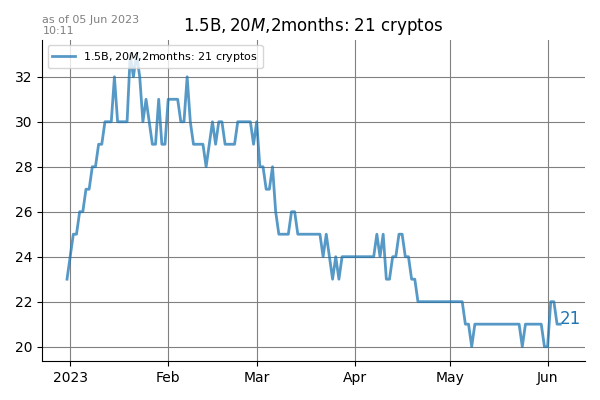 as of 05 Jun 2023
10:11
1.5B, 20M,2months: 21 cryptos
1.5B, 20M,2months: 21 cryptos
32
30
28
26
24
22
20
21
2023 Feb Mar Apr May Jun